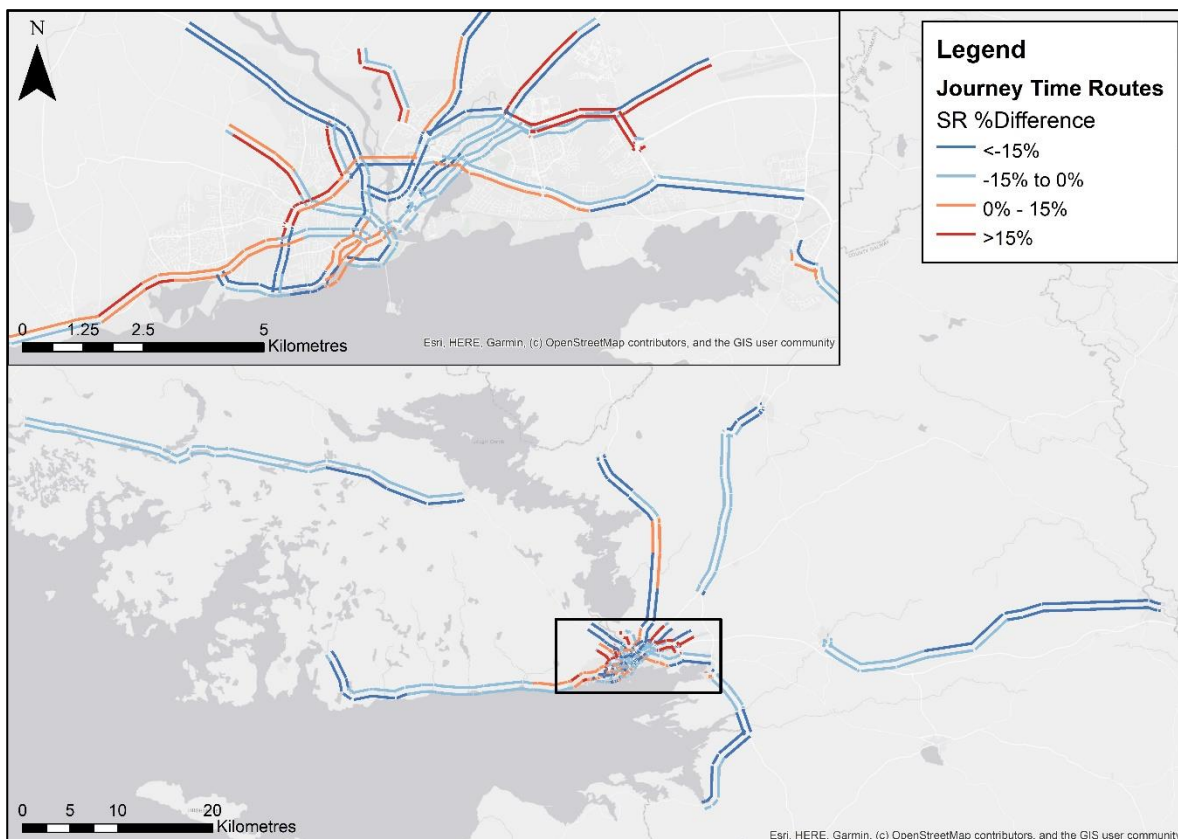 N
0 1.25 2.5 5
Kilometres
Esri, HERE, Garmin, (c) OpenStreetMap contributors, and the GIS user community
Legend
Journey Time Routes
SR %Difference
<-15%
-15% to 0%
0% - 15%
>15%
0 5 10 20
Kilometres
Esri, HERE, Garmin, (c) OpenStreetMap contributors, and the GIS user community